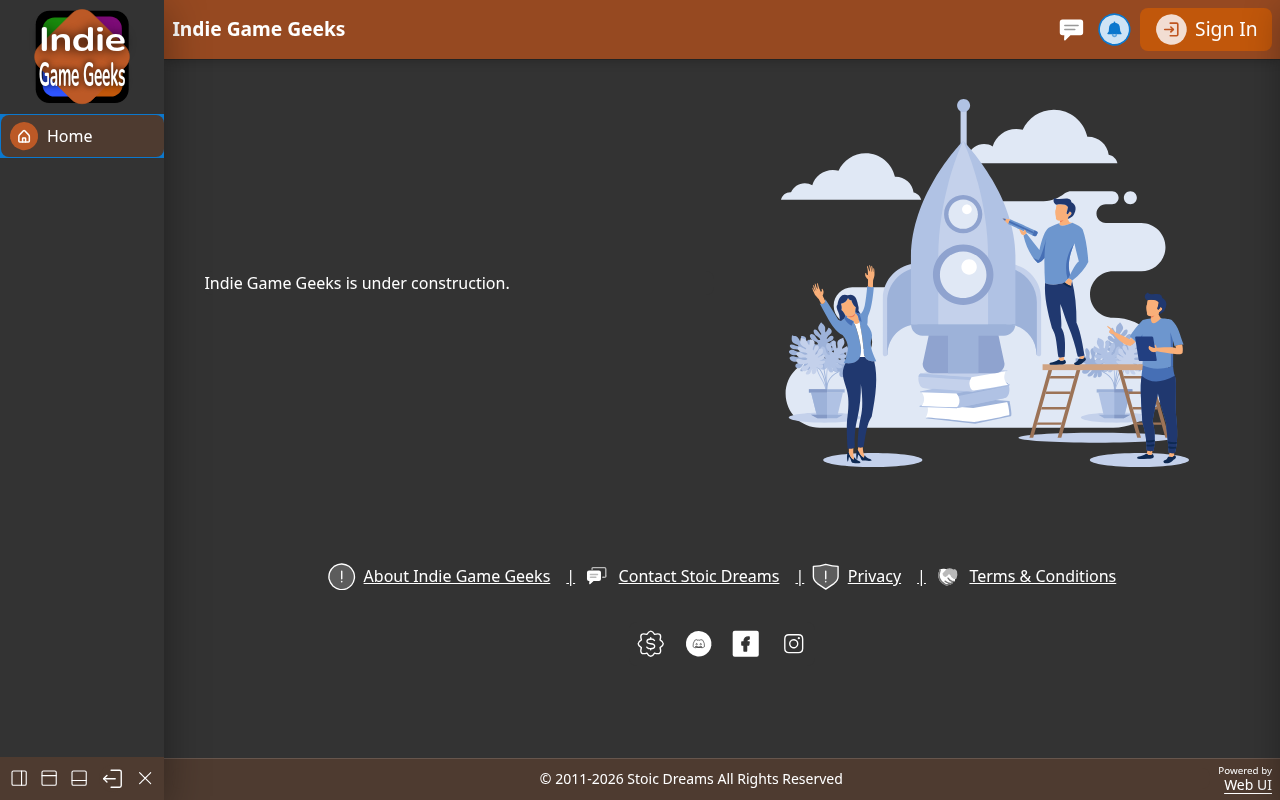 Indie
Game Geeks
Indie Game Geeks
Sign In
Home
Indie Game Geeks is under construction.
About Indie Game Geeks | Contact Stoic Dreams | Privacy | Terms & Conditions
© 2011-2026 Stoic Dreams All Rights Reserved
Powered by
Web UI